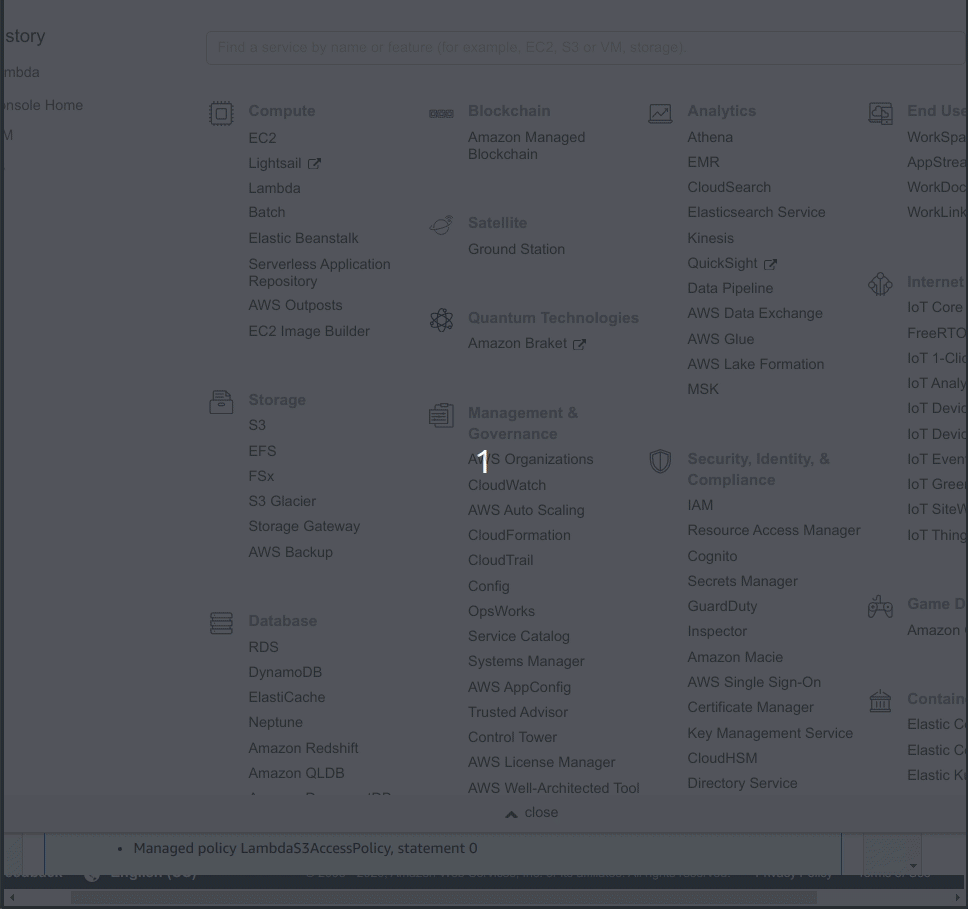 story
mbda
onsole Home
M
Find a service by name or feature (for example, EC2, S3 or VM, storage).
Compute
EC2
Lightsail
Lambda
Batch
Elastic Beanstalk
Serverless Application
Repository
AWS Outposts
EC2 Image Builder
Storage
S3
EFS
FSx
S3 Glacier
Storage Gateway
AWS Backup
Database
RDS
DynamoDB
ElastiCache
Neptune
Amazon Redshift
Amazon QLDB
Blockchain
Amazon Managed
Blockchain
Satellite
Ground Station
Quantum Technologies
Amazon Braket
Management &
Governance
AWS Organizations
1
CloudWatch
AWS Auto Scaling
CloudFormation
CloudTrail
Config
OpsWorks
Service Catalog
Systems Manager
AWS AppConfig
Trusted Advisor
Control Tower
AWS License Manager
AWS Well-Architected Tool
Analytics
Athena
EMR
CloudSearch
Elasticsearch Service
Kinesis
QuickSight
Data Pipeline
AWS Data Exchange
AWS Glue
AWS Lake Formation
MSK
Security, Identity, &
Compliance
IAM
Resource Access Manager
Cognito
Secrets Manager
GuardDuty
Inspector
Amazon Macie
AWS Single Sign-On
Certificate Manager
Key Management Service
CloudHSM
Directory Service
End Use
WorkSpa
AppStrea
WorkDoc
WorkLink
Internet
IoT Core
FreeRTO
IoT 1-Clic
IoT Analy
IoT Devic
IoT Devic
IoT Even
IoT Gree
IoT SiteW
IoT Thing
Game D
Amazon
Contain
Elastic C
Elastic C
Elastic K
close
• Managed policy LambdaS3AccessPolicy, statement 0
English (US)
Privacy Policy
Terms of Use